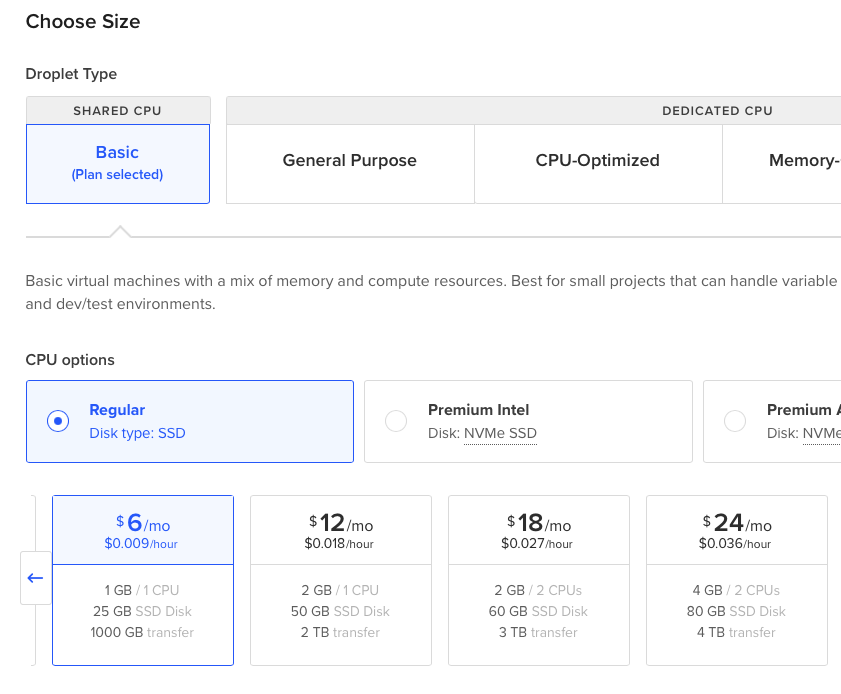 Choose Size
Droplet Type
SHARED CPU
DEDICATED CPU
Basic
(Plan selected)
General Purpose
CPU-Optimized
Memory-
Basic virtual machines with a mix of memory and compute resources. Best for small projects that can handle variable
and dev/test environments.
CPU options
Regular
Disk type: SSD
Premium Intel
Disk: NVMe SSD
Premium A
Disk: NVMe
$6/mo
$0.009/hour
1 GB / 1 CPU
25 GB SSD Disk
1000 GB transfer
$12/mo
$0.018/hour
2 GB / 1 CPU
50 GB SSD Disk
2 TB transfer
$18/mo
$0.027/hour
2 GB / 2 CPUs
60 GB SSD Disk
3 TB transfer
$24/mo
$0.036/hour
4 GB / 2 CPUs
80 GB SSD Disk
4 TB transfer